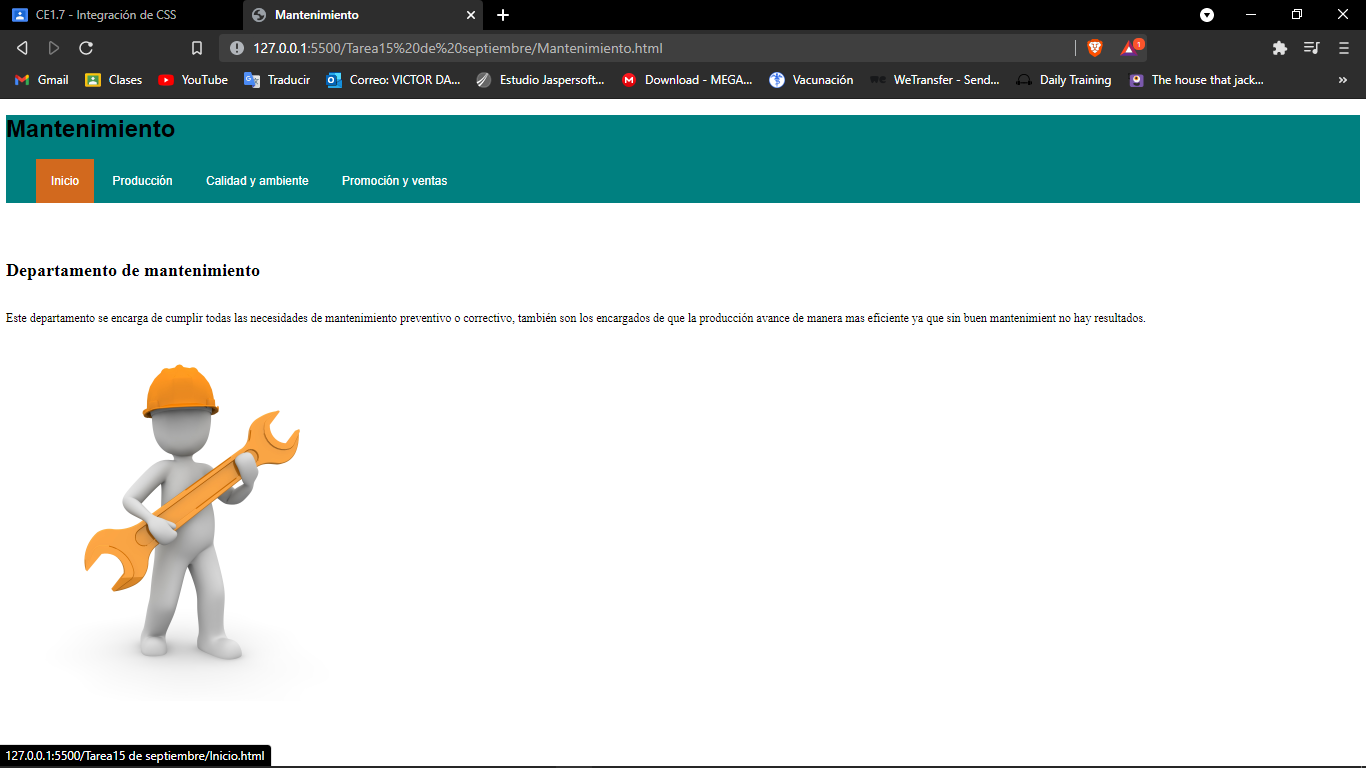 CE1.7 - Integración de CSS
Mantenimiento
127.0.0.1:5500/Tarea15%20de%20septiembre/Mantenimiento.html
1
Gmail
Clases
YouTube
Traducir
Correo: VICTOR DA...
Estudio Jaspersoft...
Download - MEGA...
Vacunación
WeTransfer - Send...
Daily Training
The house that jack...
»
Mantenimiento
Inicio Producción Calidad y ambiente Promoción y ventas
Departamento de mantenimiento
Este departamento se encarga de cumplir todas las necesidades de mantenimiento preventivo o correctivo, también son los encargados de que la producción avance de manera mas eficiente ya que sin buen mantenimient no hay resultados.
127.0.0.1:5500/Tarea15 de septiembre/Inicio.html